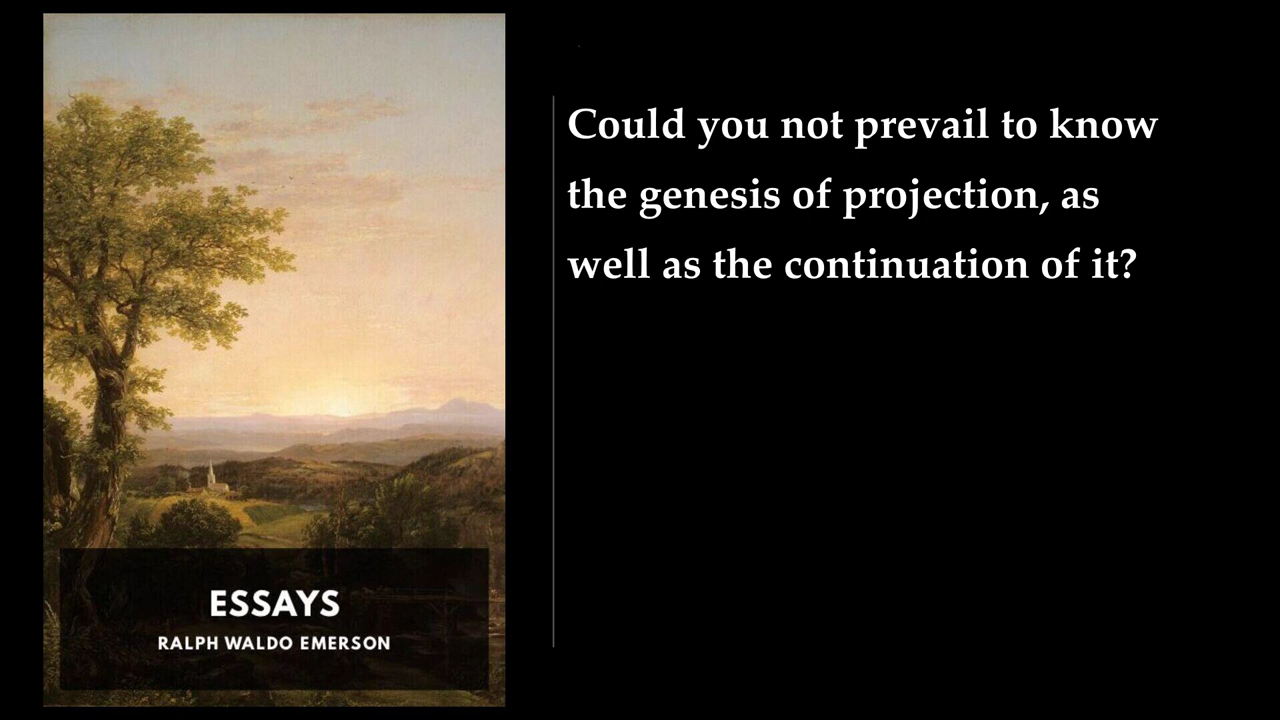 Could you not prevail to know
the genesis of projection, as
well as the continuation of it?
ESSAYS
RALPH WALDO EMERSON